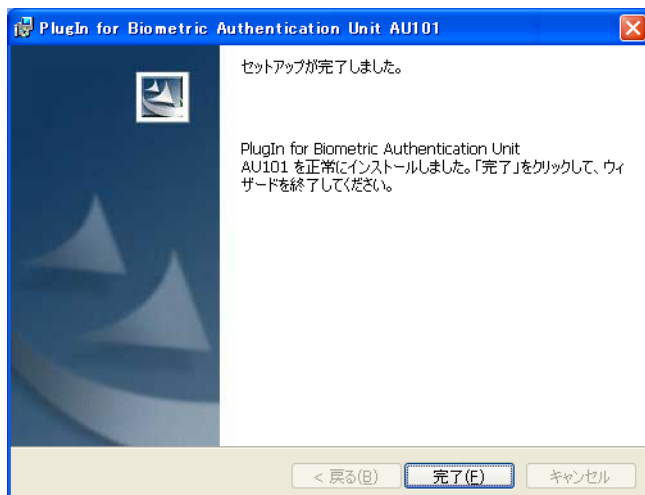 PlugIn for Biometric Authentication Unit AU101
セットアップが完了しました。
PlugIn for Biometric Authentication Unit
AU101 を正常にインストールしました。「完了」をクリックして、ウィ
ザードを終了してください。
< 戻る(B)
完了(F)
キャンセル